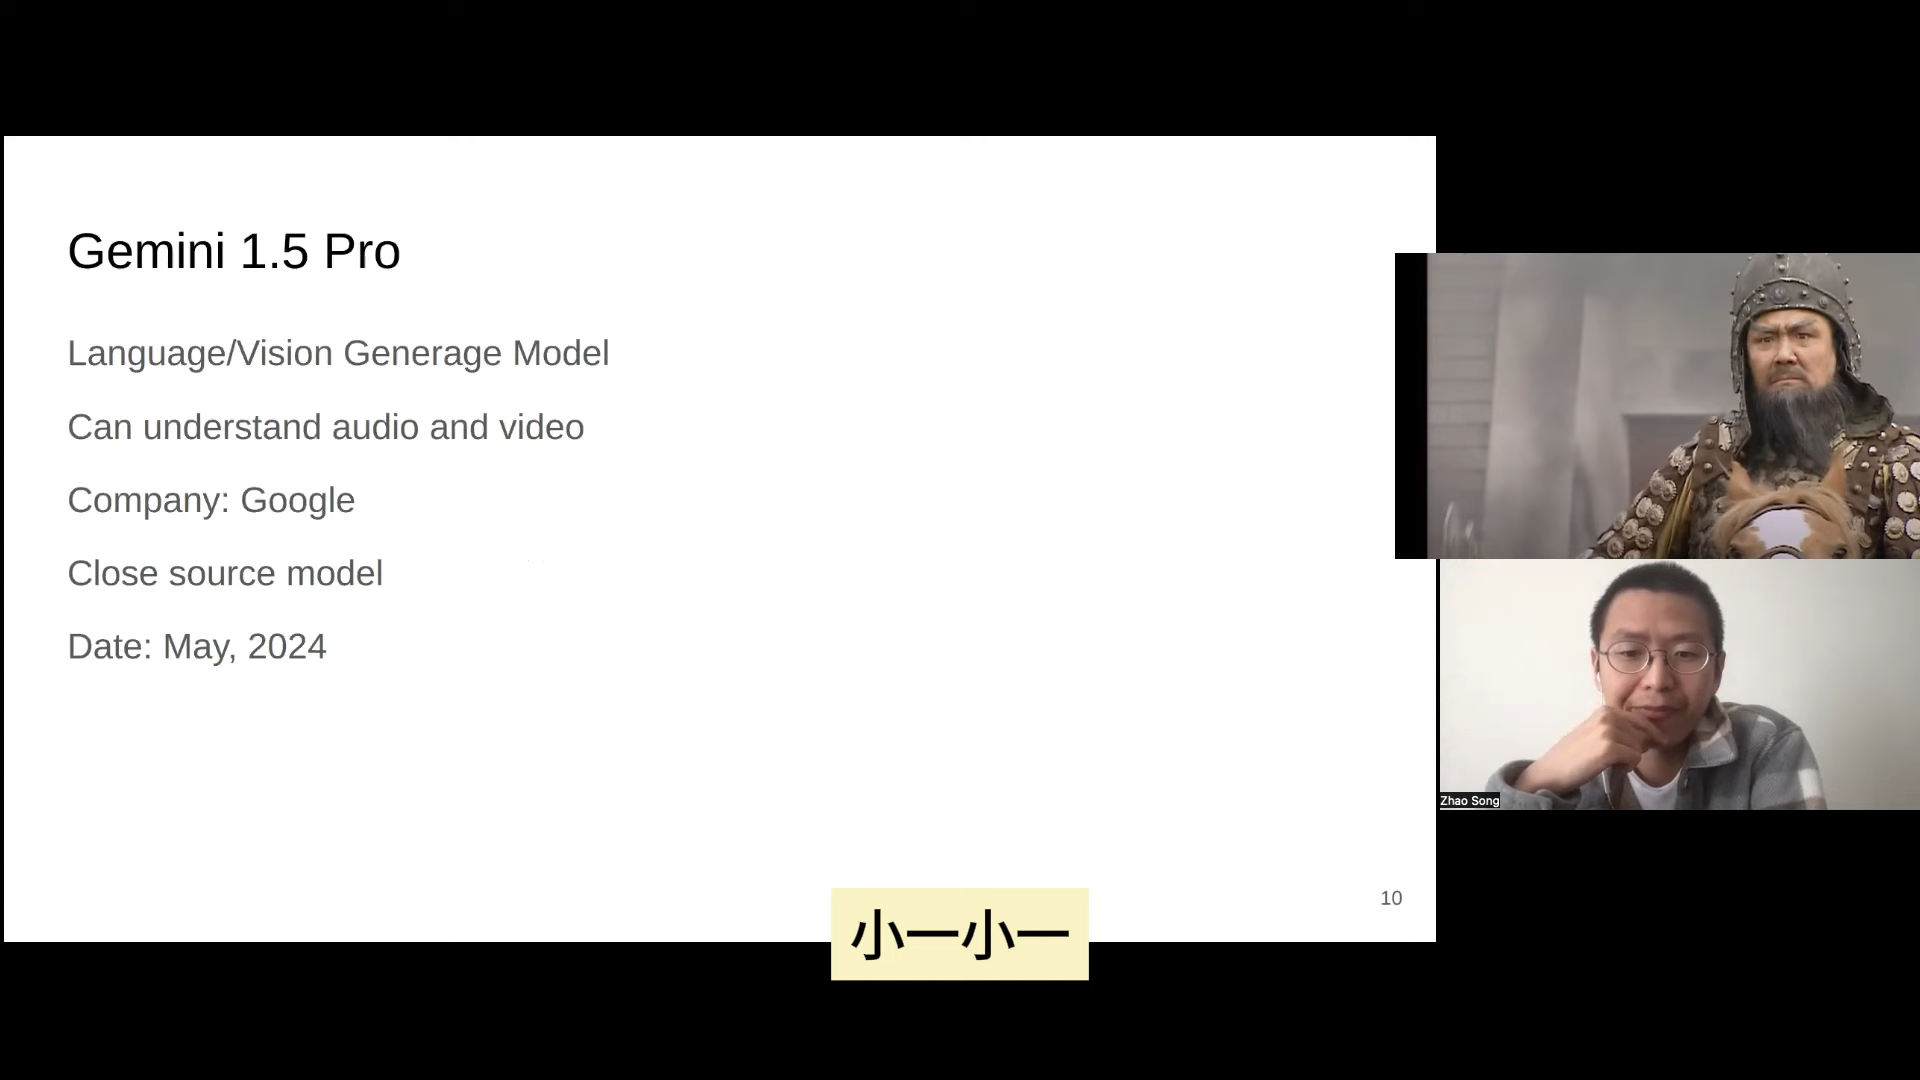 Gemini 1.5 Pro
Language/Vision Generage Model
Can understand audio and video
Company: Google
Close source model
Date: May, 2024
Zhao Song
10
小一小一